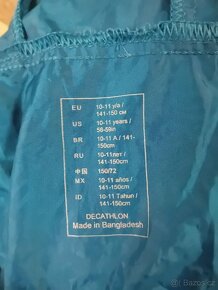 EU 10-11 y/a /
141-150 см
US 10-11 years /
56-59in
BR 10-11 A / 141-
150cm
RU 10-11лет /
141-150cm
中国 150/72
MX 10-11 años /
141-150cm
ID 10-11 Tahun /
141-150cm
DECATHLON
Made in Bangladesh